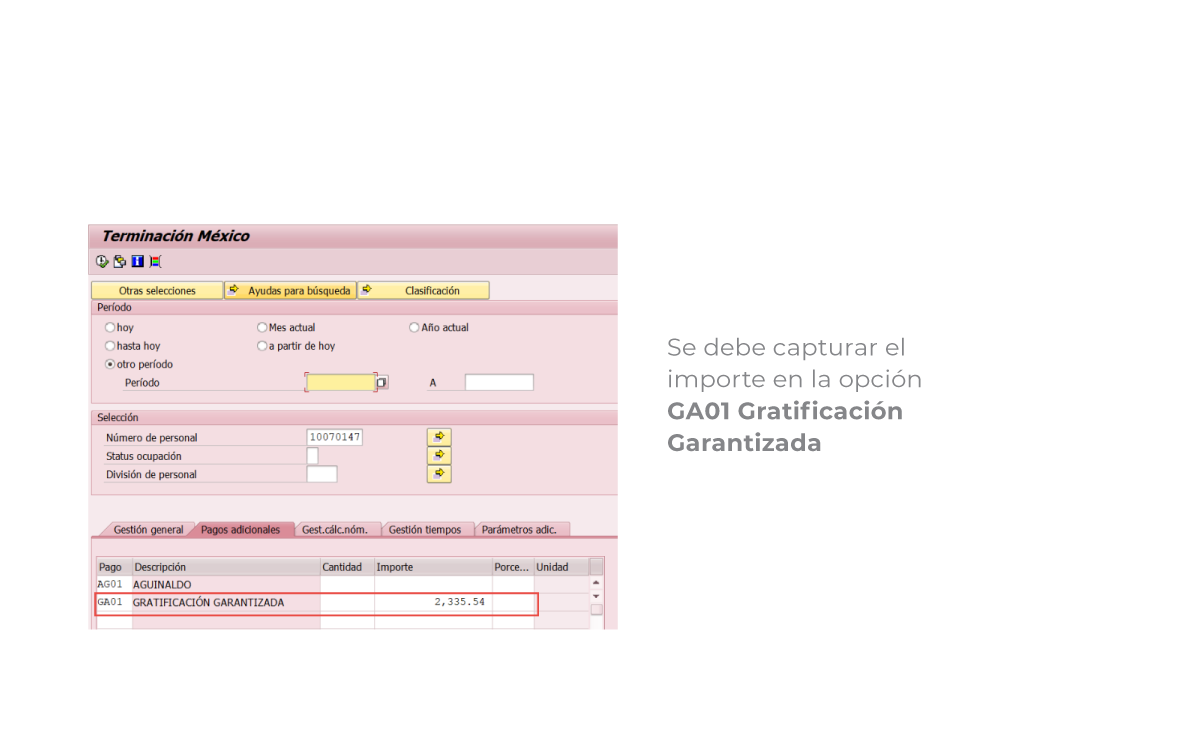 Terminación México
Otras selecciones
Ayudas para búsqueda
Clasificación
Período
hoy
Mes actual
Año actual
hasta hoy
a partir de hoy
otro período
Período
A
Selección
Número de personal
10070147
Status ocupación
División de personal
Gestión general
Pagos adicionales
Gest.cálc.nóm.
Gestión tiempos
Parámetros adic.
Pago Descripción Cantidad Importe Porce... Unidad
AG01 AGUINALDO
GA01 GRATIFICACIÓN GARANTIZADA 2,335.54
Se debe capturar el
importe en la opción
GA01 Gratificación
Garantizada